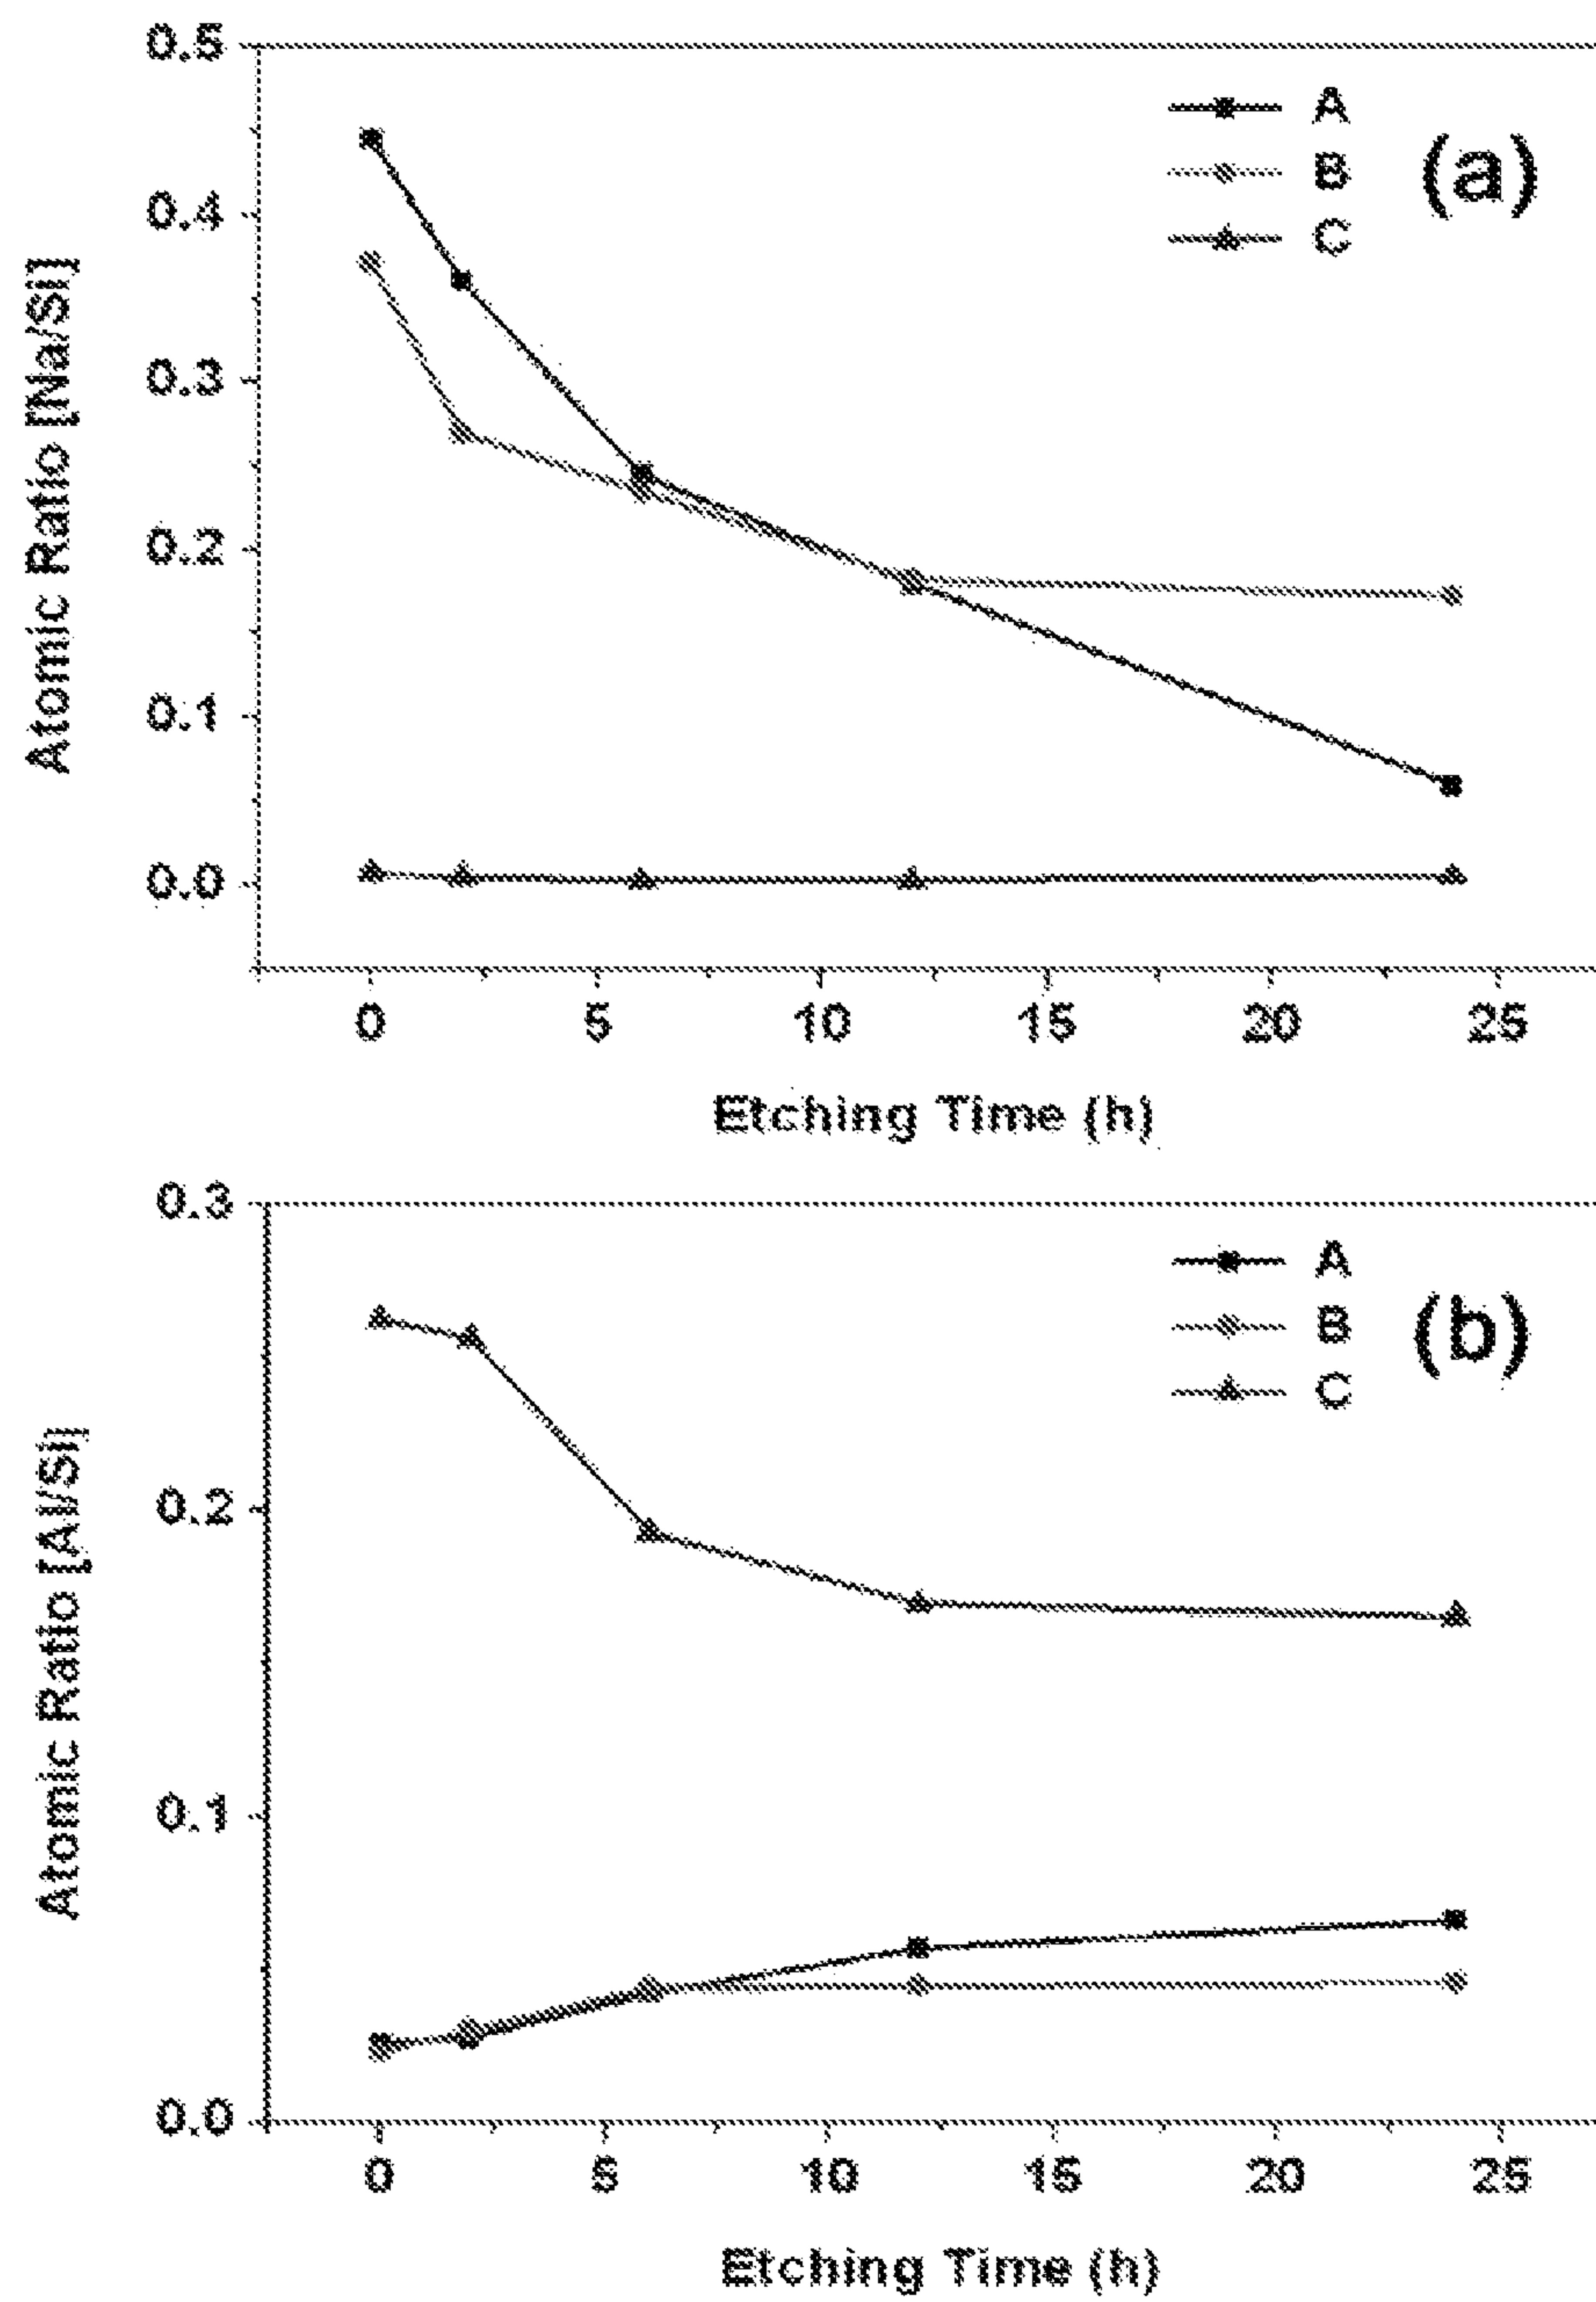 0.5
A
B
C
(a)
0.4
0.3
0.2
0.1
0.0
Atomic Ratio [Na/Si]
0 5 10 15 20 25
Etching Time (h)
0.3
A
B
C
(b)
0.2
0.1
0.0
Atomic Ratio [Al/Si]
0 5 10 15 20 25
Etching Time (h)